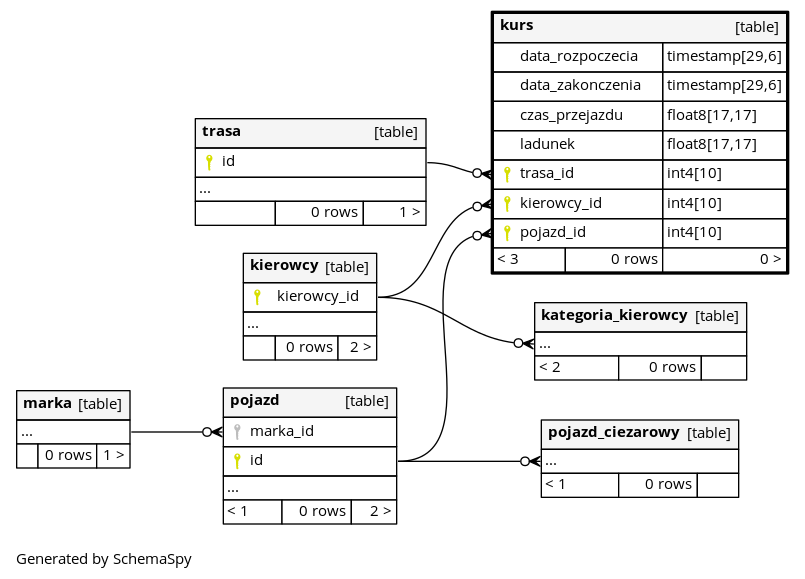 kurs [table]
data_rozpoczecia timestamp[29,6]
data_zakonczenia timestamp[29,6]
czas_przejazdu float8[17,17]
ladunek float8[17,17]
trasa_id int4[10]
kierowcy_id int4[10]
pojazd_id int4[10]
< 3 0 rows 0 >
trasa [table]
id
...
0 rows 1 >
kierowcy [table]
kierowcy_id
...
0 rows 2 >
kategoria_kierowcy [table]
...
< 2 0 rows
marka [table]
...
0 rows 1 >
pojazd [table]
marka_id
id
...
< 1 0 rows 2 >
pojazd_ciezarowy [table]
...
< 1 0 rows
Generated by SchemaSpy